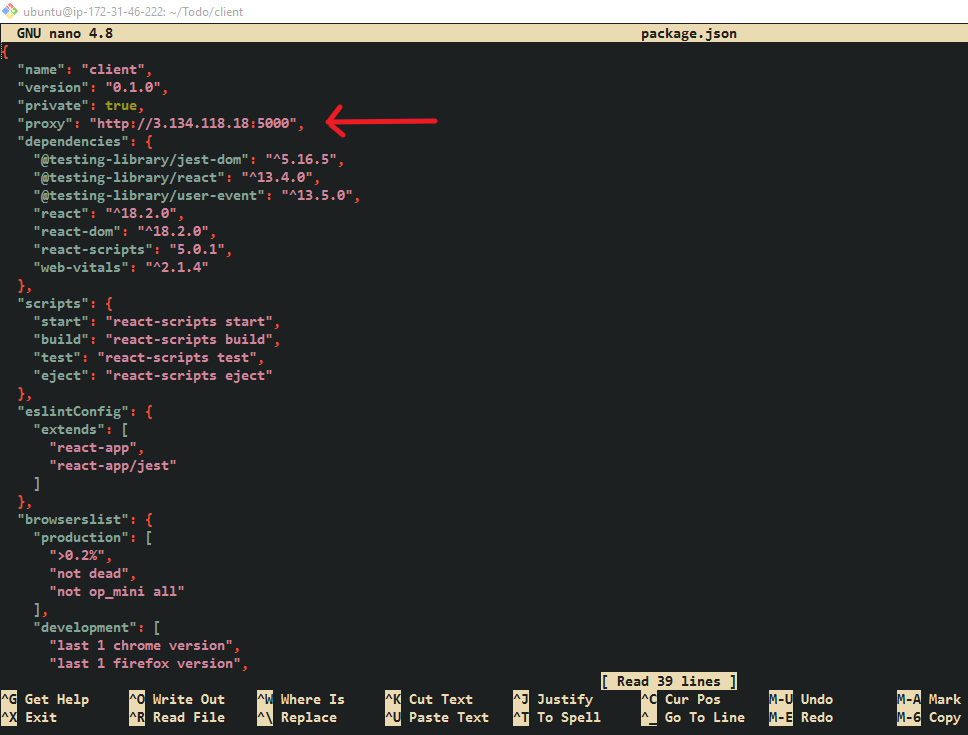 ubuntu@ip-172-31-46-222: ~/Todo/client
GNU nano 4.8 package.json
{
"name": "client",
"version": "0.1.0",
"private": true,
"proxy": "http://3.134.118.18:5000",
"dependencies": {
"@testing-library/jest-dom": "^5.16.5",
"@testing-library/react": "^13.4.0",
"@testing-library/user-event": "^13.5.0",
"react": "^18.2.0",
"react-dom": "^18.2.0",
"react-scripts": "5.0.1",
"web-vitals": "^2.1.4"
},
"scripts": {
"start": "react-scripts start",
"build": "react-scripts build",
"test": "react-scripts test",
"eject": "react-scripts eject"
},
"eslintConfig": {
"extends": [
"react-app",
"react-app/jest"
]
},
"browserslist": {
"production": [
">0.2%",
"not dead",
"not op_mini all"
],
"development": [
"last 1 chrome version",
"last 1 firefox version",
[ Read 39 lines ]
^G Get Help ^O Write Out ^W Where Is ^K Cut Text ^J Justify ^C Cur Pos M-U Undo M-A Mark
^X Exit ^R Read File ^\ Replace ^U Paste Text ^T To Spell ^_ Go To Line M-E Redo M-6 Copy